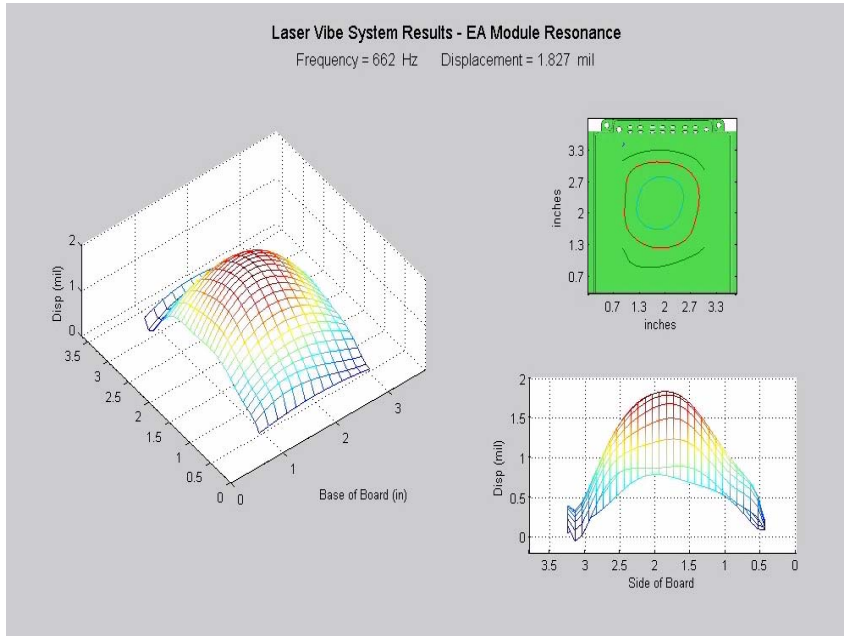 Laser Vibe System Results - EA Module Resonance
Frequency = 662 Hz Displacement = 1.827 mil
2
1
0
Disp (mil)
3.5
3
2.5
2
1.5
1
0.5
0
0
1
2
3
Base of Board (in)
3.3
2.7
2
1.3
0.7
inches
0.7 1.3 2 2.7 3.3
inches
2
1.5
1
0.5
0
Disp (mil)
3.5 3 2.5 2 1.5 1 0.5 0
Side of Board